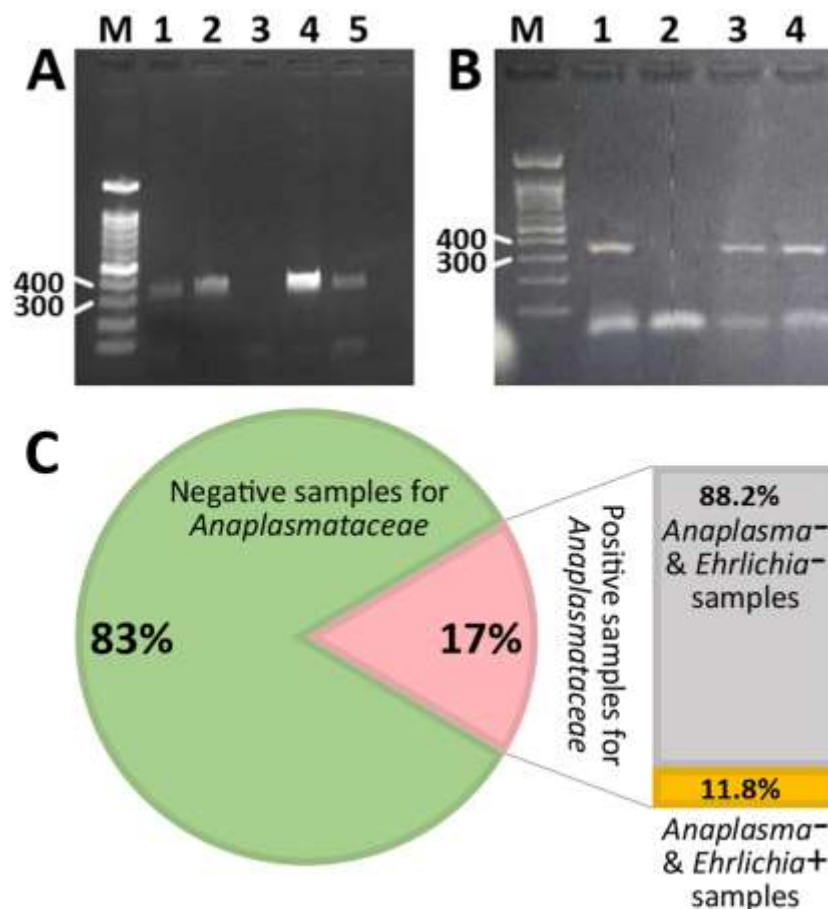 M 1 2 3 4 5
A
400
300
M 1 2 3 4
B
400
300
C
Negative samples for
Anaplasmataceae
83%
17%
Positive samples for
Anaplasmataceae
88.2%
Anaplasma−
& Ehrlichia−
samples
11.8%
Anaplasma−
& Ehrlichia+
samples